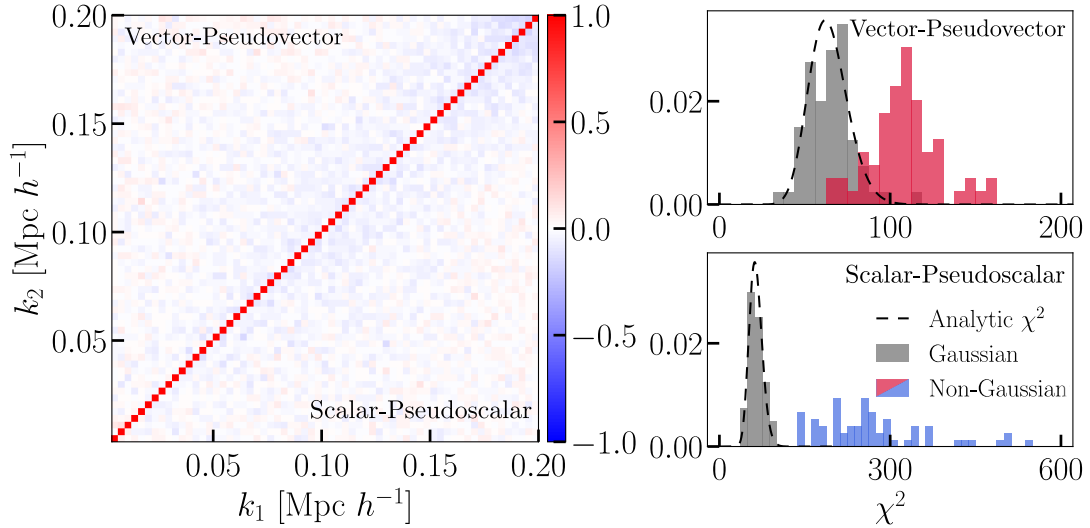 Vector-Pseudovector
Scalar-Pseudoscalar
0.20
0.15
0.10
0.05
k₂ [Mpc h⁻¹]
0.05
0.10
0.15
0.20
k₁ [Mpc h⁻¹]
1.0
0.5
0.0
−0.5
−1.0
Vector-Pseudovector
0.02
0.00
0
100
200
Scalar-Pseudoscalar
Analytic χ²
Gaussian
Non-Gaussian
0.02
0.00
0
300
600
χ²